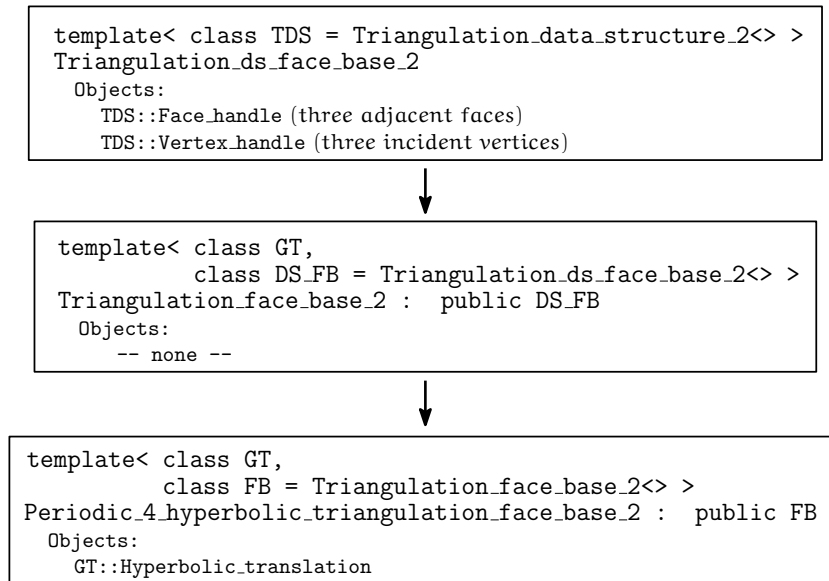 template< class TDS = Triangulation_data_structure_2<> >
Triangulation_ds_face_base_2
Objects:
TDS::Face_handle (three adjacent faces)
TDS::Vertex_handle (three incident vertices)
template< class GT,
class DS_FB = Triangulation_ds_face_base_2<> >
Triangulation_face_base_2 : public DS_FB
Objects:
-- none --
template< class GT,
class FB = Triangulation_face_base_2<> >
Periodic_4_hyperbolic_triangulation_face_base_2 : public FB
Objects:
GT::Hyperbolic_translation